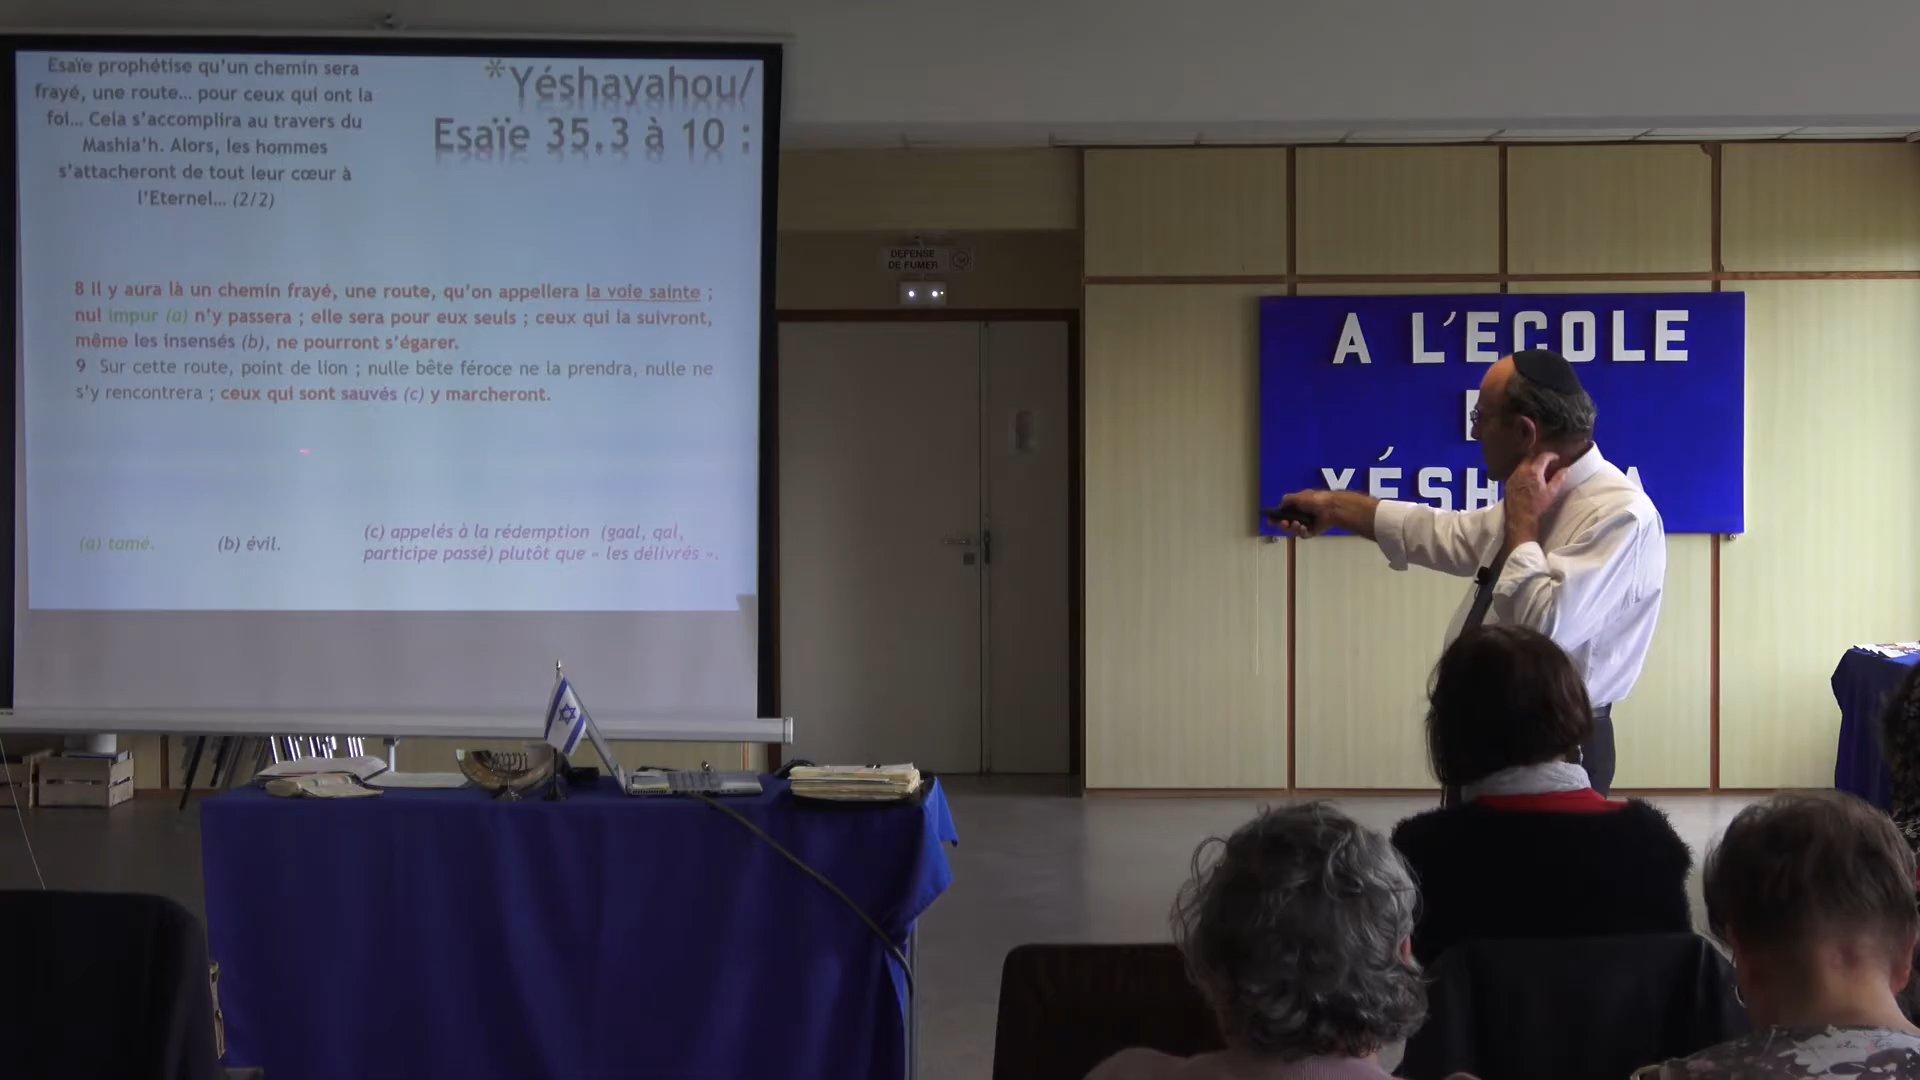 Esaïe prophétise qu'un chemin sera
frayé, une route... pour ceux qui ont la
foi... Cela s'accomplira au travers du
Mashia'h. Alors, les hommes
s'attacheront de tout leur cœur à
l'Eternel... (2/2)
*Yéshayahou/
Esaïe 35.3 à 10 :
8 Il y aura là un chemin frayé, une route, qu'on appellera la voie sainte ;
nul impur (a) n'y passera ; elle sera pour eux seuls ; ceux qui la suivront,
même les insensés (b), ne pourront s'égarer.
9 Sur cette route, point de lion ; nulle bête féroce ne la prendra, nulle ne
s'y rencontrera ; ceux qui sont sauvés (c) y marcheront.
(a) tamé.
(b) évil.
(c) appelés à la rédemption (gaal, qal,
participe passé) plutôt que « les délivrés ».
DEFENSE
DE FUMER
A L'ECOLE